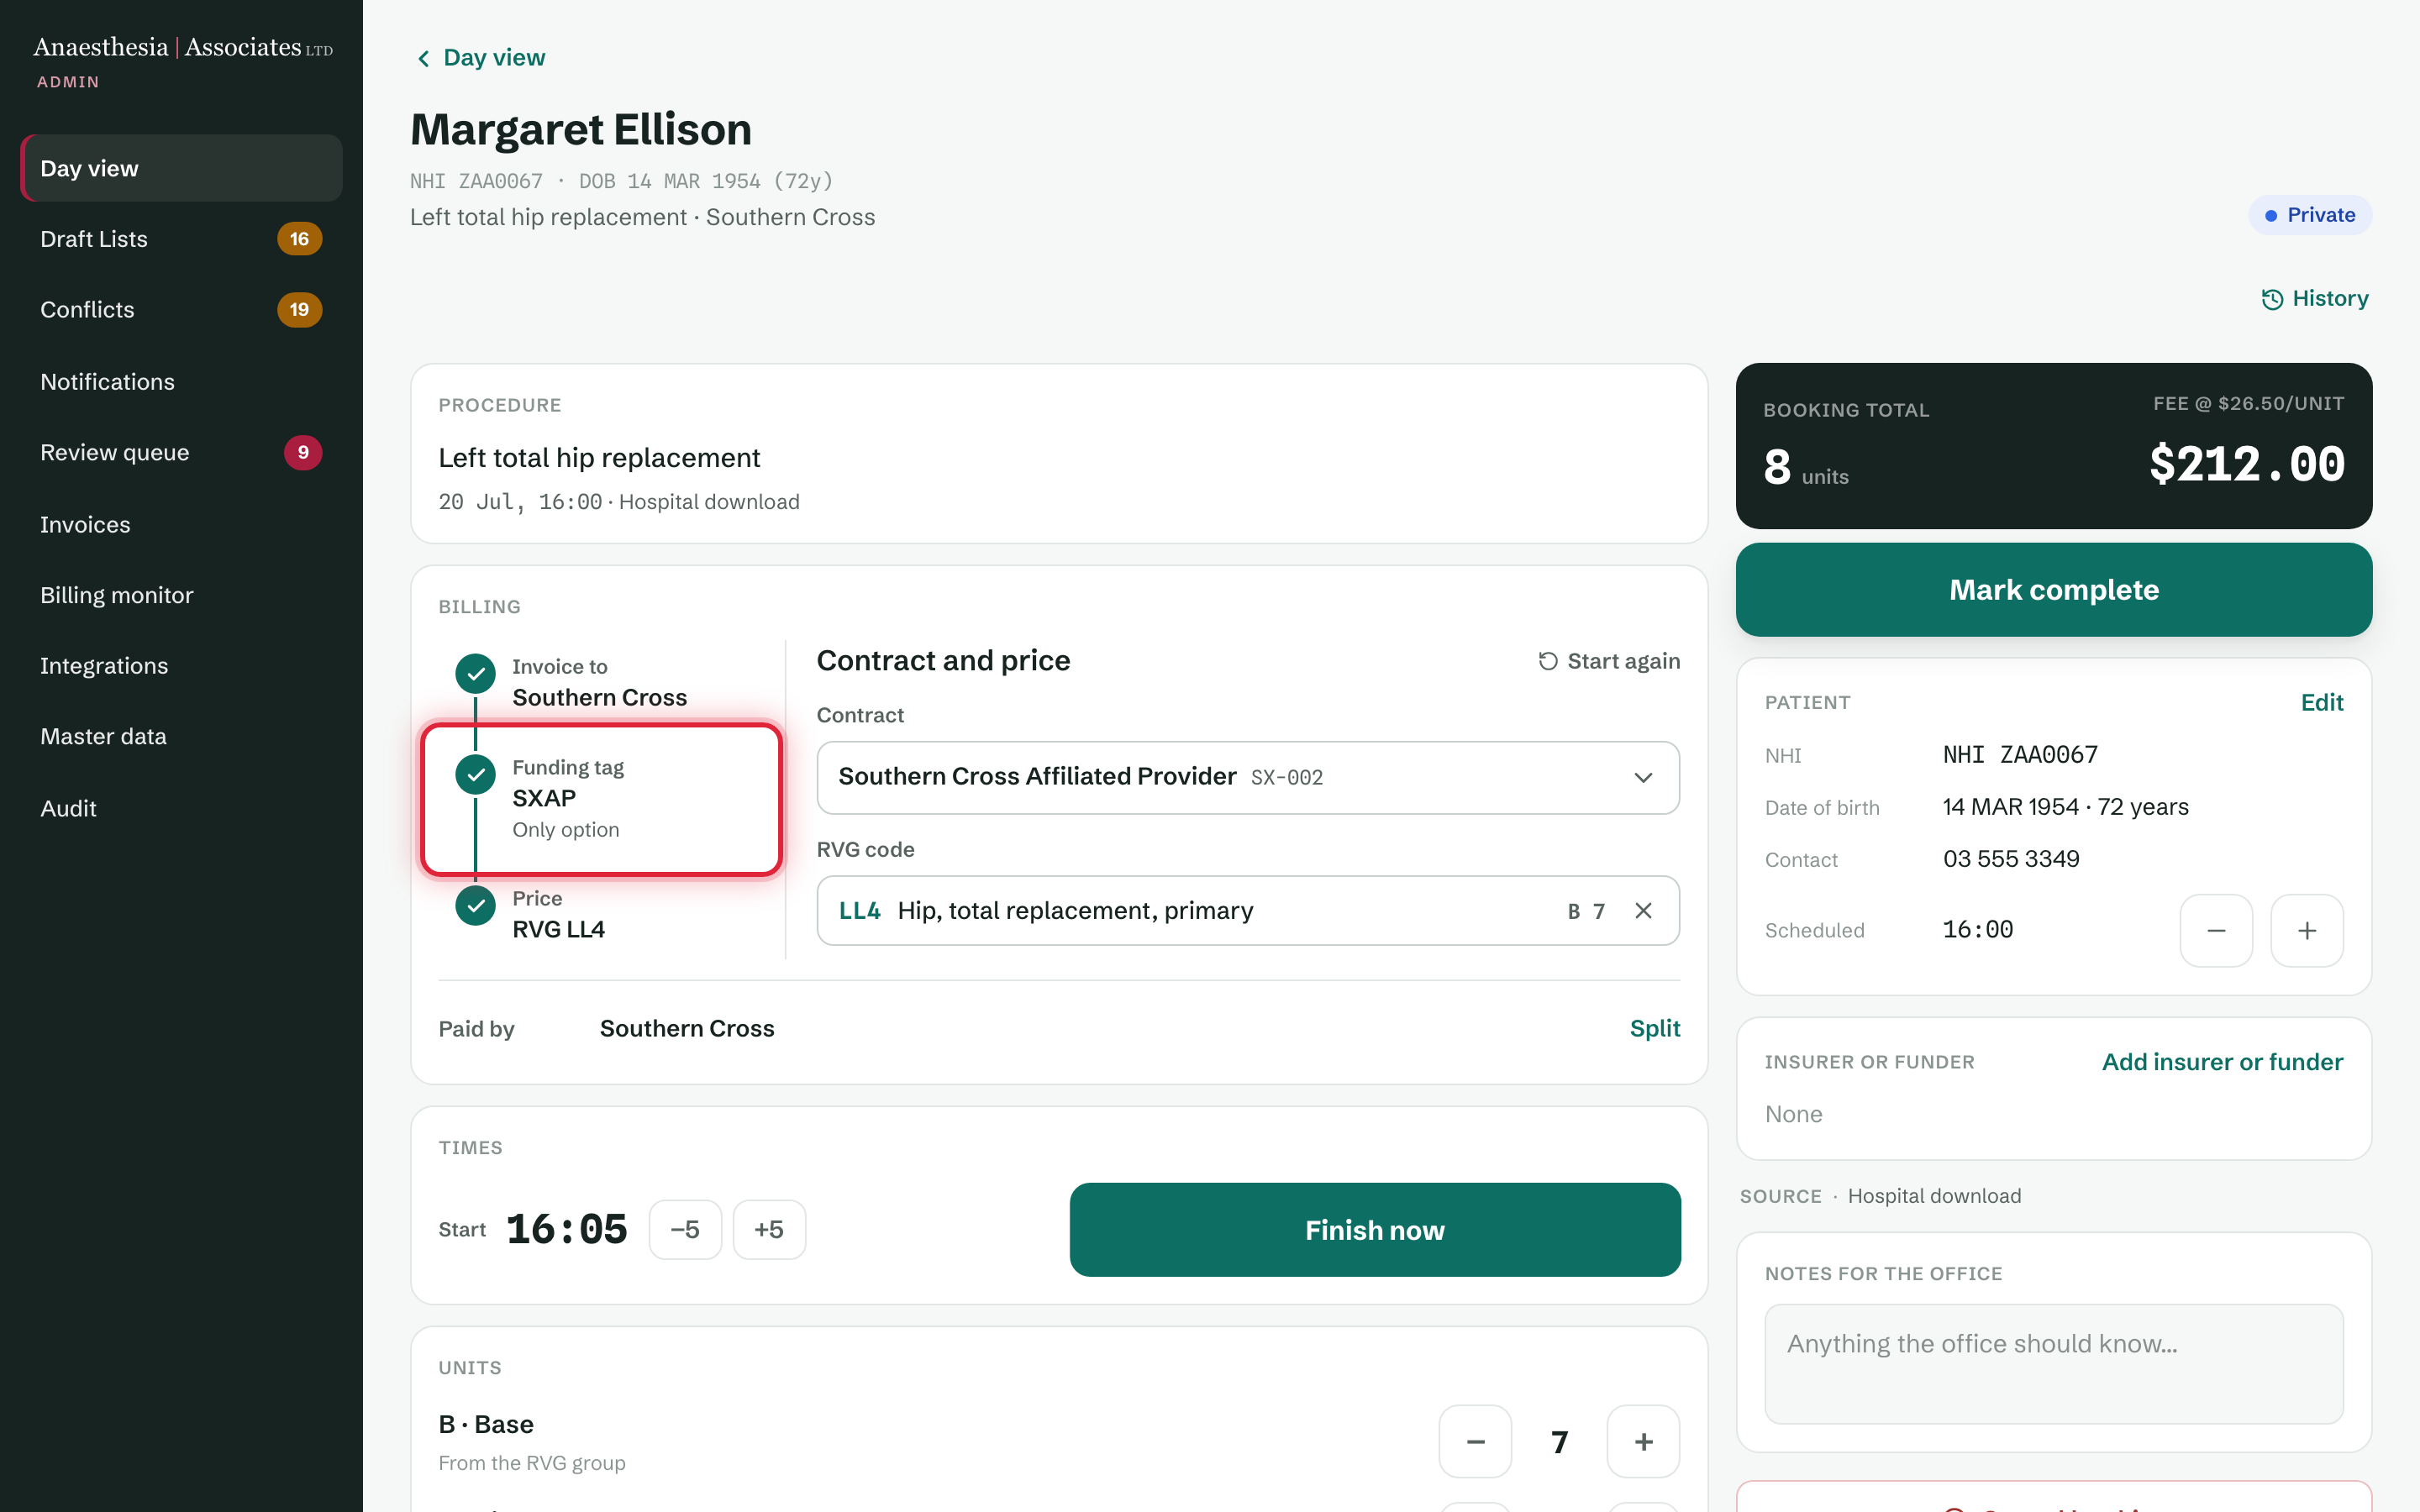 Anaesthesia | Associates LTD
ADMIN
Day view
Draft Lists 16
Conflicts 19
Notifications
Review queue 9
Invoices
Billing monitor
Integrations
Master data
Audit
Day view
Margaret Ellison
NHI ZAA0067 · DOB 14 MAR 1954 (72y)
Left total hip replacement · Southern Cross
Private
History
PROCEDURE
Left total hip replacement
20 Jul, 16:00 · Hospital download
BILLING
Invoice to
Southern Cross
Funding tag
SXAP
Only option
Price
RVG LL4
Contract and price
Start again
Contract
Southern Cross Affiliated Provider SX-002
RVG code
LL4 Hip, total replacement, primary B 7
Paid by Southern Cross Split
TIMES
Start 16:05 −5 +5
Finish now
UNITS
B · Base
From the RVG group
− 7 +
BOOKING TOTAL FEE @ $26.50/UNIT
8 units $212.00
Mark complete
PATIENT Edit
NHI NHI ZAA0067
Date of birth 14 MAR 1954 · 72 years
Contact 03 555 3349
Scheduled 16:00 − +
INSURER OR FUNDER Add insurer or funder
None
SOURCE · Hospital download
NOTES FOR THE OFFICE
Anything the office should know...